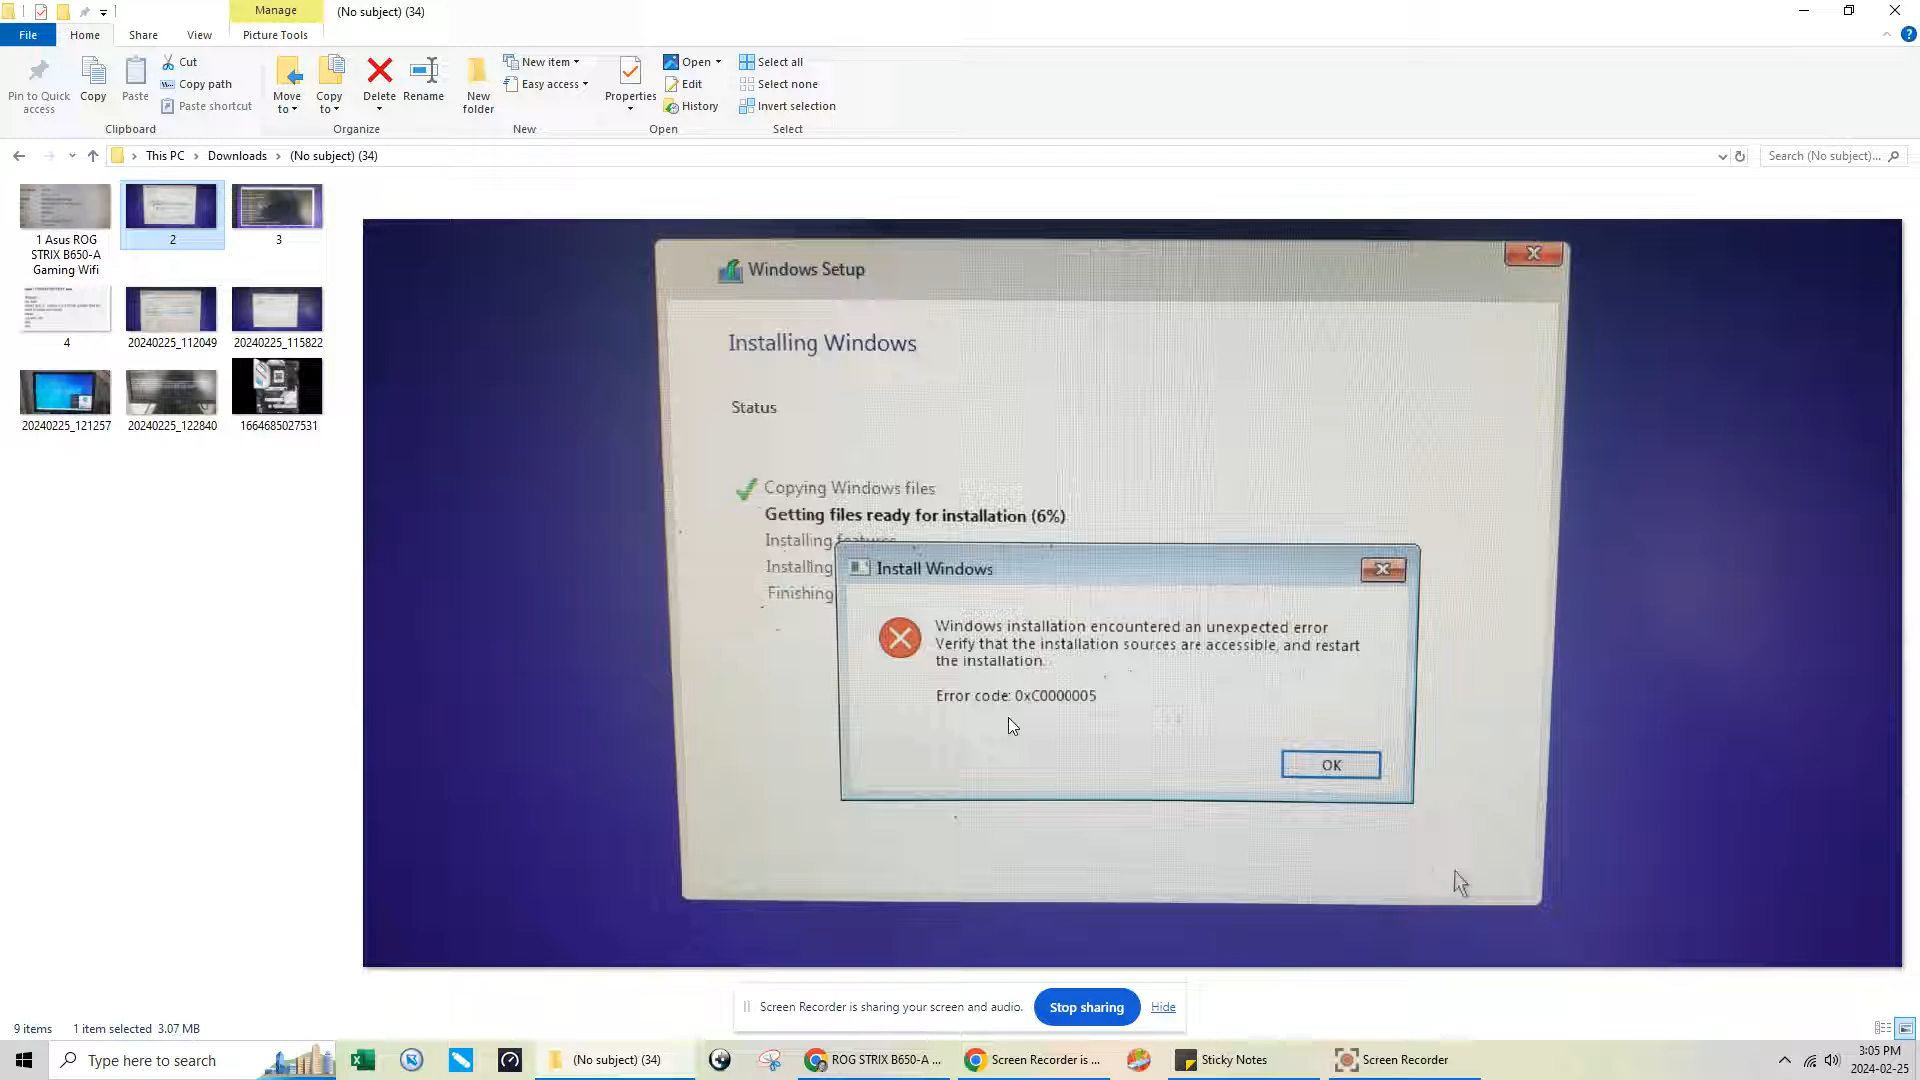 Manage
(No subject) (34)
File
Home
Share
View
Picture Tools
Pin to Quick access
Copy
Paste
Cut
Copy path
Paste shortcut
Clipboard
Move to
Copy to
Delete
Rename
Organize
New folder
New item
Easy access
New
Properties
Open
Edit
History
Open
Select all
Select none
Invert selection
Select
This PC
Downloads
(No subject) (34)
Search (No subject)...
1 Asus ROG
STRIX B650-A
Gaming Wifi
2
3
4
20240225_112049
20240225_115822
20240225_121257
20240225_122840
1664685027531
Windows Setup
Installing Windows
Status
Copying Windows files
Getting files ready for installation (6%)
Installing features
Installing
Finishing
Install Windows
Windows installation encountered an unexpected error
Verify that the installation sources are accessible, and restart
the installation.
Error code: 0xC0000005
OK
Screen Recorder is sharing your screen and audio.
Stop sharing
Hide
9 items
1 item selected 3.07 MB
Type here to search
(No subject) (34)
ROG STRIX B650-A ...
Screen Recorder is ...
Sticky Notes
Screen Recorder
3:05 PM
2024-02-25